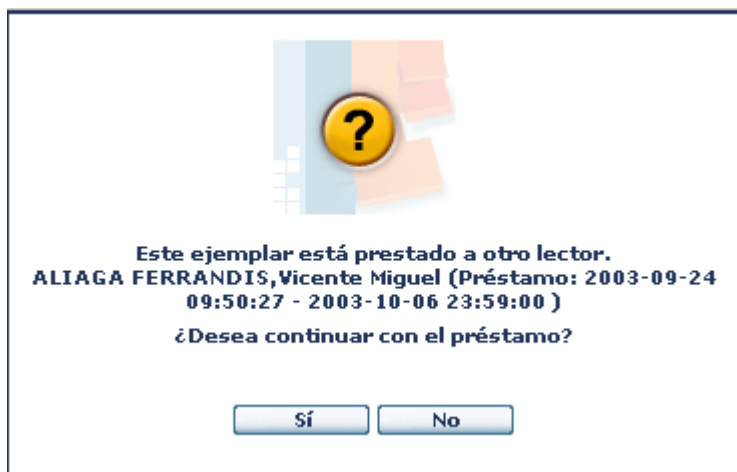 ?
Este ejemplar está prestado a otro lector.
ALIAGA FERRANDIS,Vicente Miguel (Préstamo: 2003-09-24
09:50:27 - 2003-10-06 23:59:00 )
¿Desea continuar con el préstamo?
Sí No